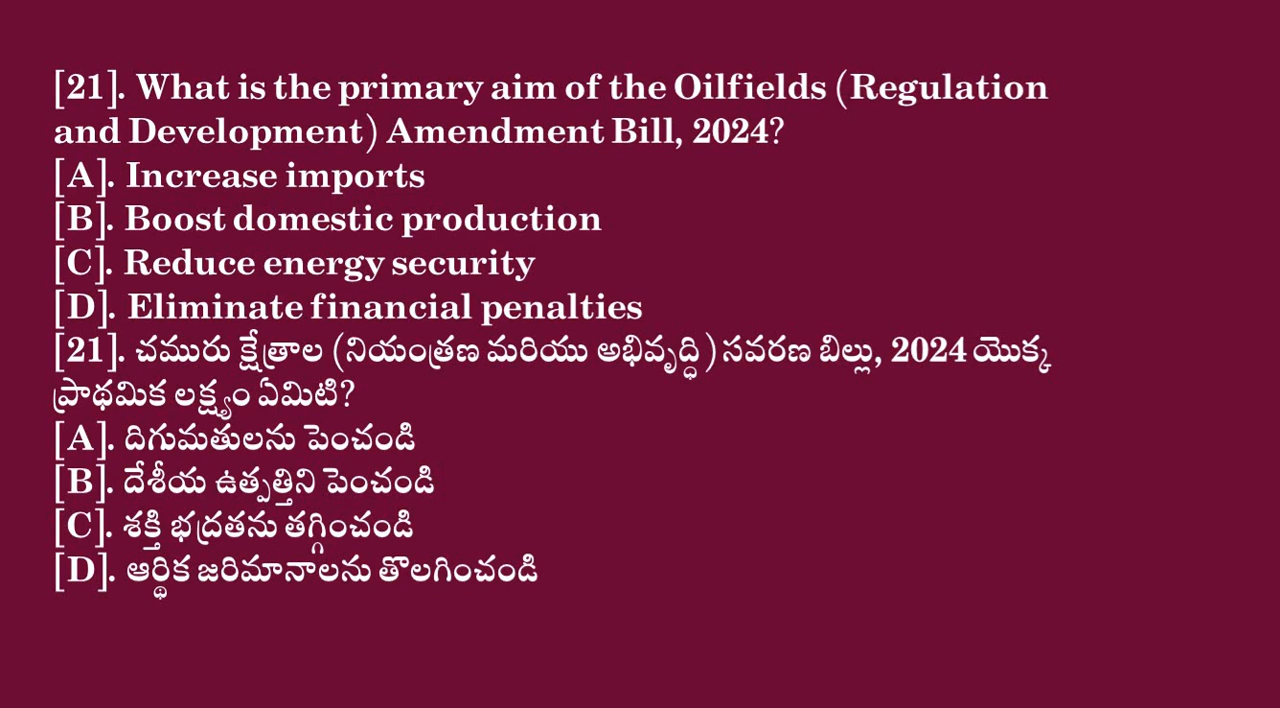 [21]. What is the primary aim of the Oilfields (Regulation
and Development) Amendment Bill, 2024?
[A]. Increase imports
[B]. Boost domestic production
[C]. Reduce energy security
[D]. Eliminate financial penalties
[21]. చమురు క్షేత్రాల (నియంత్రణ మరియు అభివృద్ధి) సవరణ బిల్లు, 2024 యొక్క
ప్రాథమిక లక్ష్యం ఏమిటి?
[A]. దిగుమతులను పెంచండి
[B]. దేశీయ ఉత్పత్తిని పెంచండి
[C]. శక్తి భద్రతను తగ్గించండి
[D]. ఆర్థిక జరిమానాలను తొలగించండి